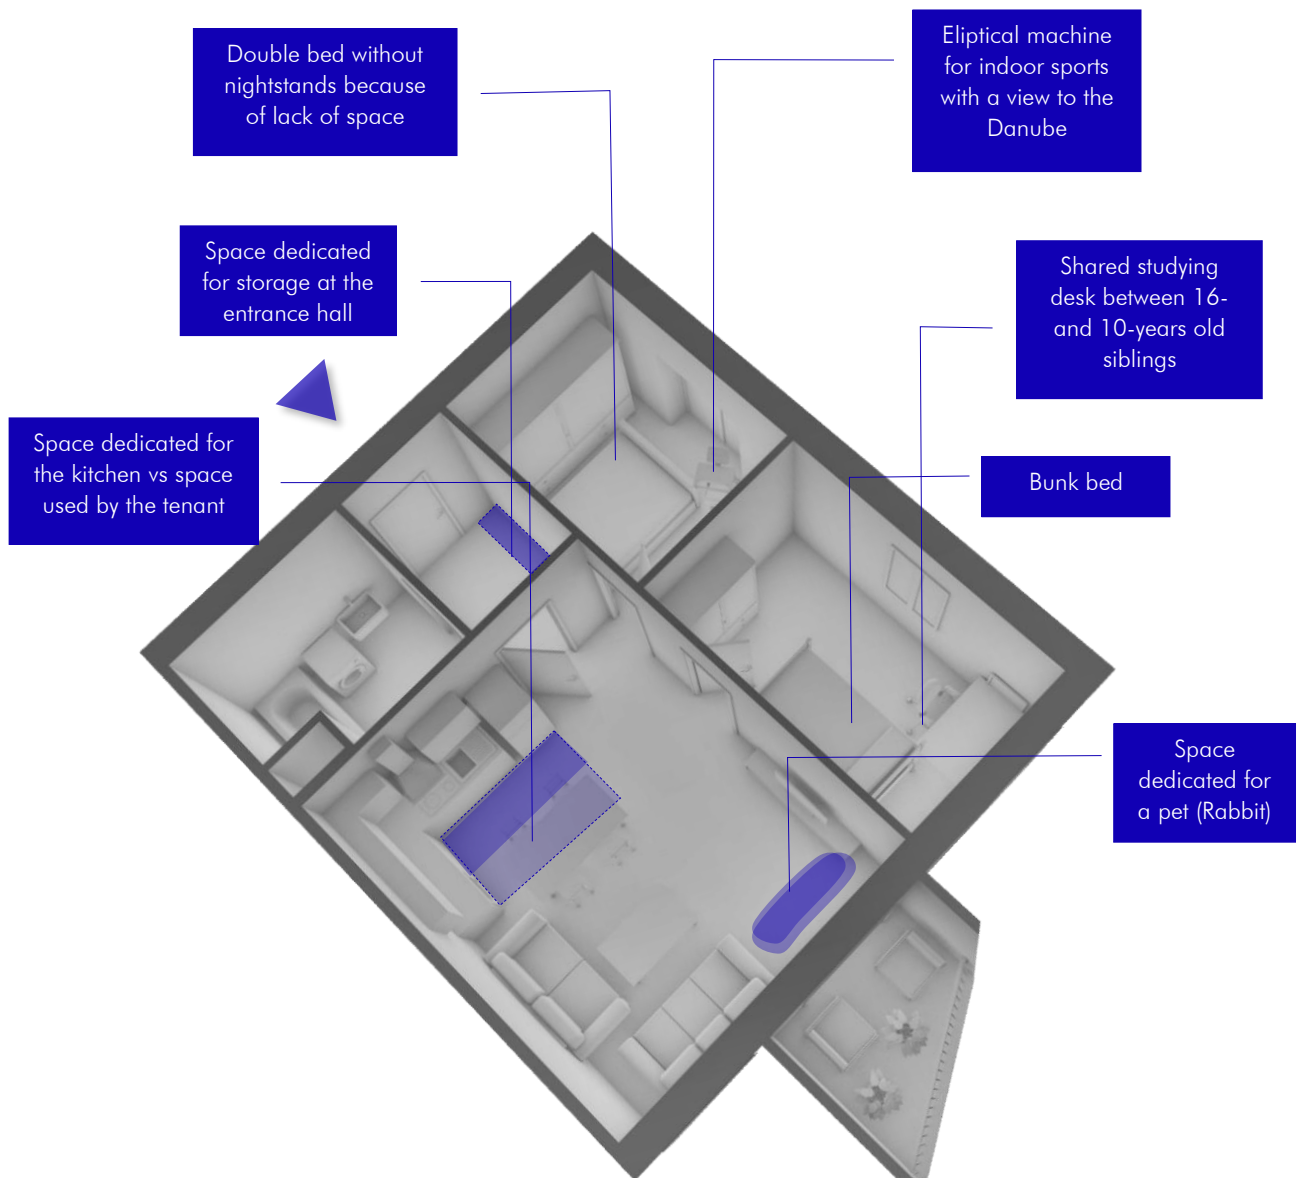 Double bed without
nightstands because
of lack of space
Eliptical machine
for indoor sports
with a view to the
Danube
Space dedicated
for storage at the
entrance hall
Shared studying
desk between 16-
and 10-years old
siblings
Space dedicated for
the kitchen vs space
used by the tenant
Bunk bed
Space
dedicated for
a pet (Rabbit)